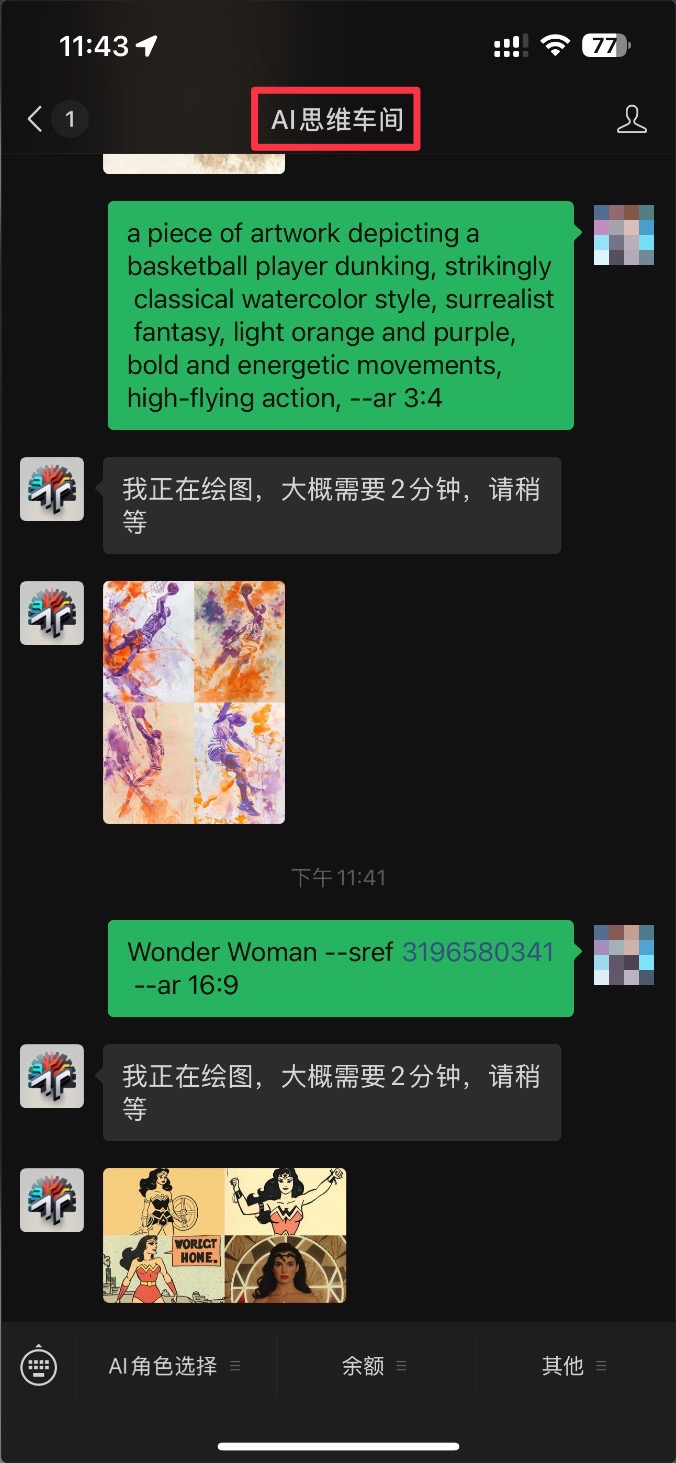 11:43
77
1
AI思维车间
a piece of artwork depicting a
basketball player dunking, strikingly
classical watercolor style, surrealist
fantasy, light orange and purple,
bold and energetic movements,
high-flying action, --ar 3:4
我正在绘图，大概需要2分钟，请稍
等
下午 11:41
Wonder Woman --sref 3196580341
--ar 16:9
我正在绘图，大概需要2分钟，请稍
等
WORLGT
HOME.
AI角色选择
余额
其他